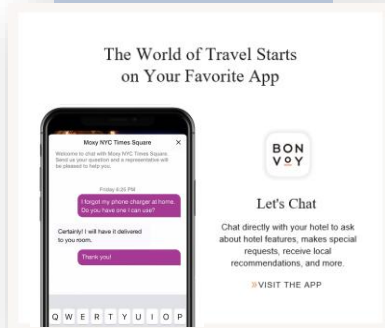 The World of Travel Starts
on Your Favorite App
Moxy NYC Times Square X
Welcome to chat with Moxy NYC Times Square.
Send us your question and a representative will
be pleased to help you.
Friday 4:25 PM
I forgot my phone charger at home.
Do you have one I can use?
Certainly! I will have it delivered
to you room.
Thank you!
Q W E R T Y U I O P
BON
VOY
Let's Chat
Chat directly with your hotel to ask
about hotel features, makes special
requests, receive local
recommendations, and more.
»VISIT THE APP